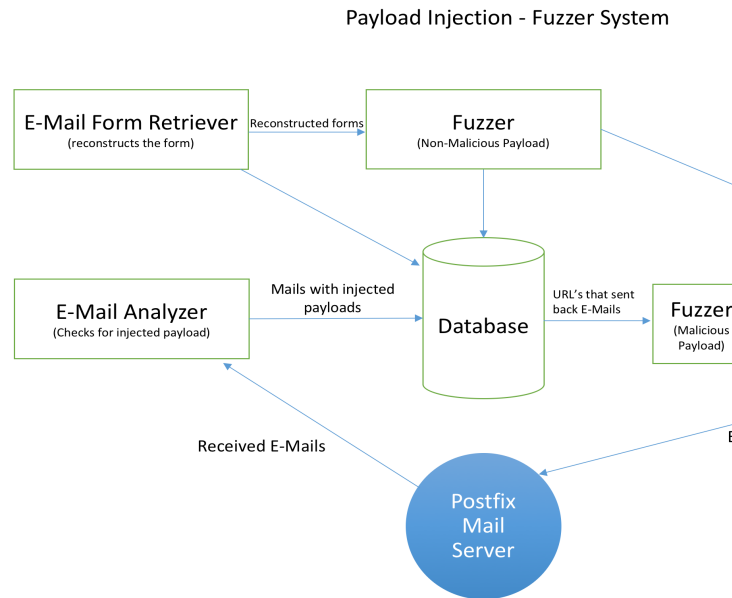 Payload Injection - Fuzzer System
E-Mail Form Retriever
(reconstructs the form)
Reconstructed forms
Fuzzer
(Non-Malicious Payload)
E-Mail Analyzer
(Checks for injected payload)
Mails with injected
payloads
Database
URL's that sent
back E-Mails
Fuzzer
(Malicious
Payload)
Received E-Mails
Postfix
Mail
Server